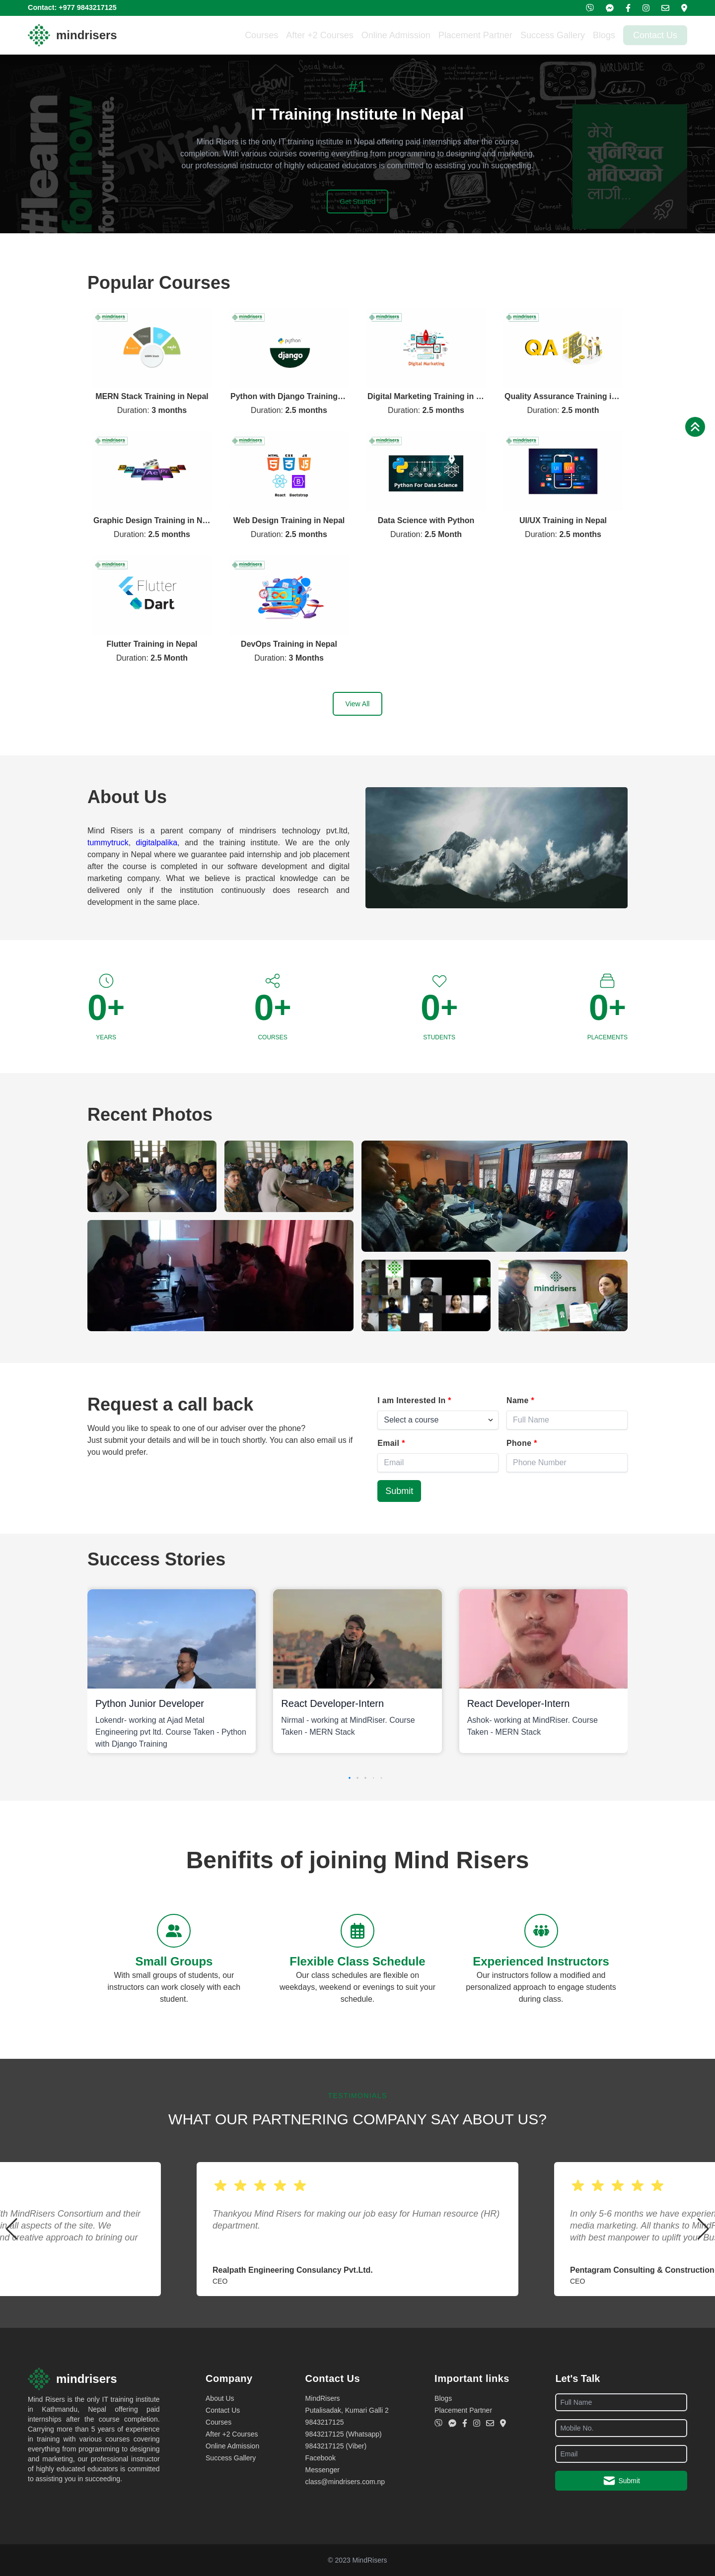 Contact: +977 9843217125
mindrisers
Courses After +2 Courses Online Admission Placement Partner Success Gallery Blogs Contact Us
#1
IT Training Institute In Nepal
Mind Risers is the only IT training institute in Nepal offering paid internships after the course
completion. With various courses covering everything from programming to designing and marketing,
our professional instructor of highly educated educators is committed to assisting you in succeeding.
Get Started
#learn
for now
for your future
मेरो
सुनिश्चित
भविष्यको
लागी...
Popular Courses
MERN Stack Training in Nepal
Duration: 3 months
python
django
Python with Django Training…
Duration: 2.5 months
Digital Marketing
Digital Marketing Training in …
Duration: 2.5 months
QA
Quality Assurance Training i…
Duration: 2.5 month
Graphic Design Training in N…
Duration: 2.5 months
HTML CSS JS
React Bootstrap
Web Design Training in Nepal
Duration: 2.5 months
Python For Data Science
Data Science with Python
Duration: 2.5 Month
UI/UX Training in Nepal
Duration: 2.5 months
Flutter
Dart
Flutter Training in Nepal
Duration: 2.5 Month
DevOps Training in Nepal
Duration: 3 Months
View All
About Us
Mind Risers is a parent company of mindrisers technology pvt.ltd,
tummytruck, digitalpalika, and the training institute. We are the only
company in Nepal where we guarantee paid internship and job placement
after the course is completed in our software development and digital
marketing company. What we believe is practical knowledge can be
delivered only if the institution continuously does research and
development in the same place.
0+
YEARS
0+
COURSES
0+
STUDENTS
0+
PLACEMENTS
Recent Photos
mindrisers
Request a call back
Would you like to speak to one of our adviser over the phone?
Just submit your details and will be in touch shortly. You can also email us if
you would prefer.
I am Interested In *
Select a course
Name *
Full Name
Email *
Email
Phone *
Phone Number
Submit
Success Stories
Python Junior Developer
Lokendr- working at Ajad Metal
Engineering pvt ltd. Course Taken - Python
with Django Training
React Developer-Intern
Nirmal - working at MindRiser. Course
Taken - MERN Stack
React Developer-Intern
Ashok- working at MindRiser. Course
Taken - MERN Stack
Benifits of joining Mind Risers
Small Groups
With small groups of students, our
instructors can work closely with each
student.
Flexible Class Schedule
Our class schedules are flexible on
weekdays, weekend or evenings to suit your
schedule.
Experienced Instructors
Our instructors follow a modified and
personalized approach to engage students
during class.
TESTIMONIALS
WHAT OUR PARTNERING COMPANY SAY ABOUT US?
th MindRisers Consortium and their
in all aspects of the site. We
creative approach to brining our
Thankyou Mind Risers for making our job easy for Human resource (HR)
department.
Realpath Engineering Consulancy Pvt.Ltd.
CEO
In only 5-6 months we have experien
media marketing. All thanks to
with best manpower to uplift your
Pentagram Consulting & Construction
CEO
mindrisers
Mind Risers is the only IT training institute
in Kathmandu, Nepal offering paid
internships after the course completion.
Carrying more than 5 years of experience
in training with various courses covering
everything from programming to designing
and marketing, our professional instructor
of highly educated educators is committed
to assisting you in succeeding.
Company
About Us
Contact Us
Courses
After +2 Courses
Online Admission
Success Gallery
Contact Us
MindRisers
Putalisadak, Kumari Galli 2
9843217125
9843217125 (Whatsapp)
9843217125 (Viber)
Facebook
Messenger
class@mindrisers.com.np
Important links
Blogs
Placement Partner
Let's Talk
Full Name
Mobile No.
Email
Submit
© 2023 MindRisers